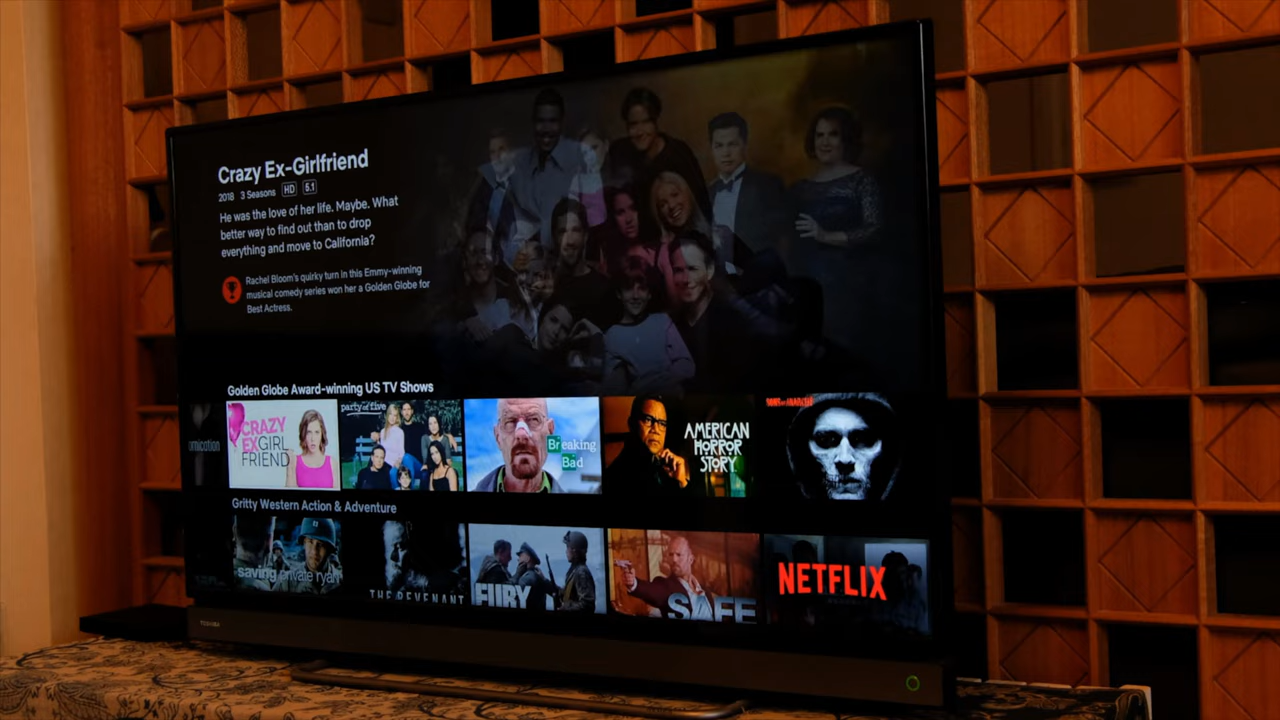 Crazy Ex-Girlfriend
2018 3 Seasons HD 5.1
He was the love of her life. Maybe. What
better way to find out than to drop
everything and move to California?
Rachel Bloom's quirky turn in this Emmy-winning
musical comedy series won her a Golden Globe for
Best Actress.
Golden Globe Award-winning US TV Shows
CRAZY
EX GIRL
FRIEND
party of five
Breaking
Bad
AMERICAN
HORROR
STORY
SONS OF ANARCHY
Gritty Western Action & Adventure
saving private ryan
THE REVENANT
FURY
SAFE
NETFLIX
TOSHIBA